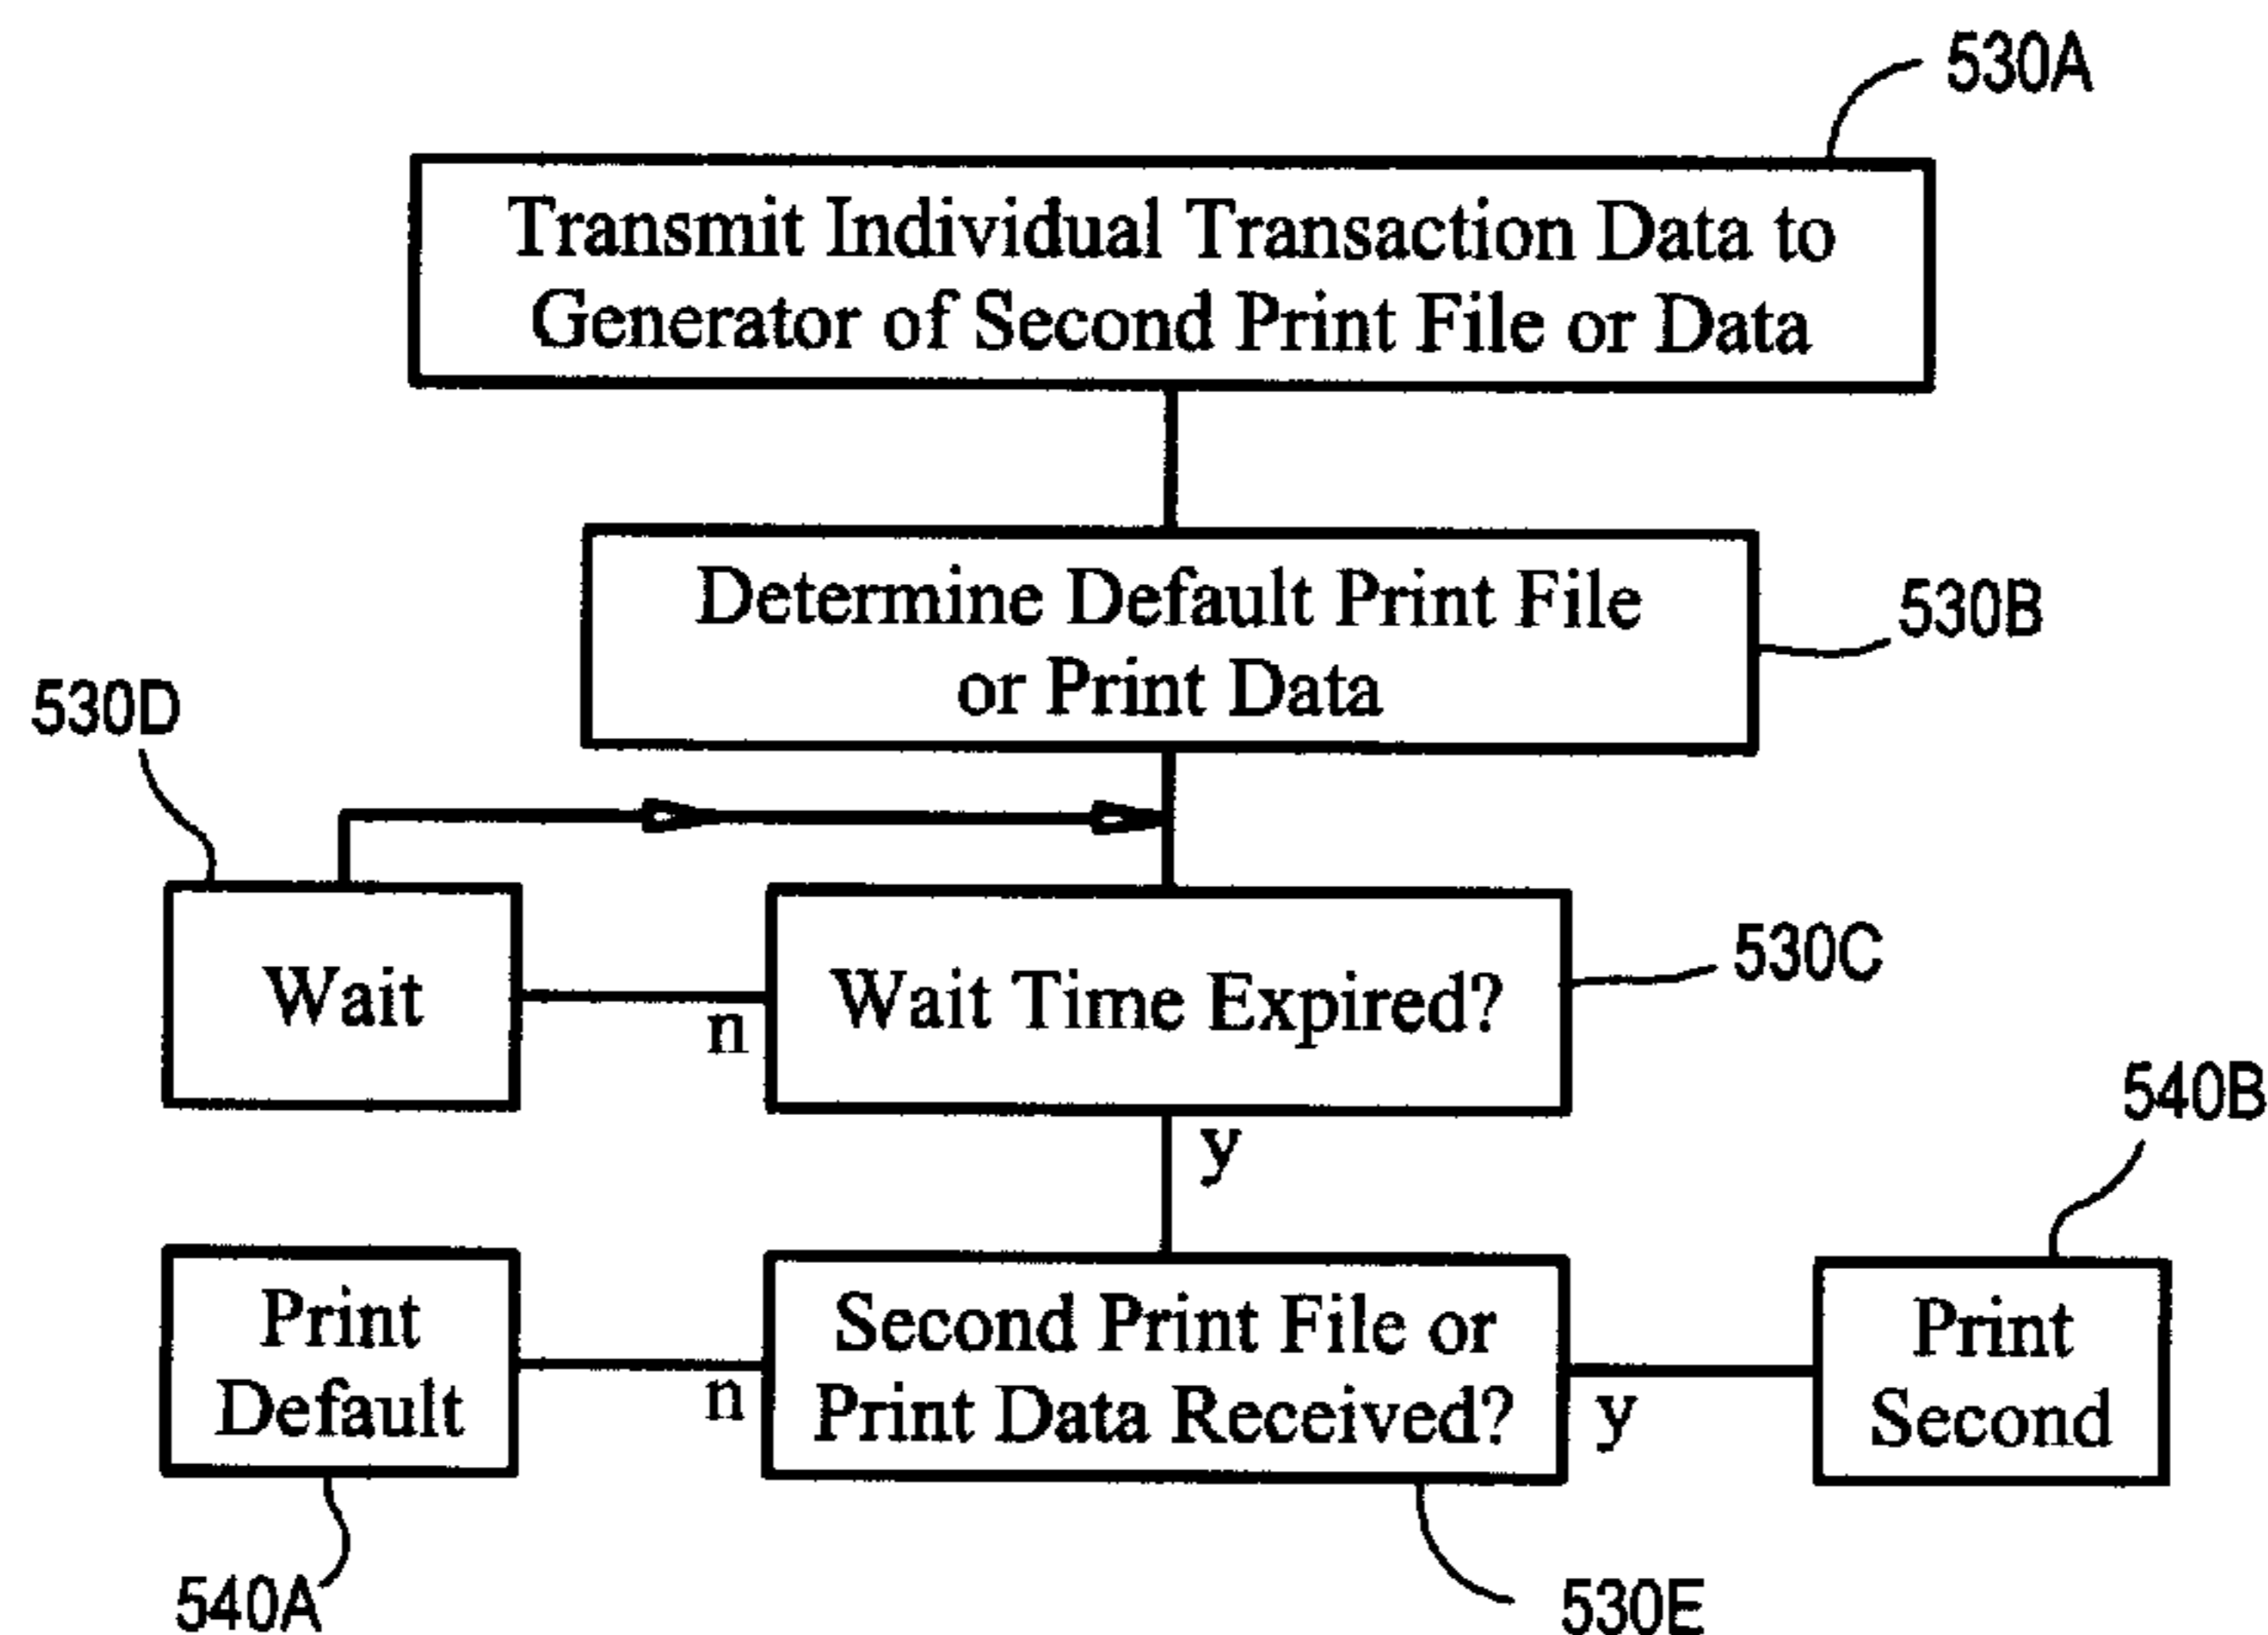 530A
Transmit Individual Transaction Data to
Generator of Second Print File or Data
Determine Default Print File
or Print Data
530B
530D
Wait
n
Wait Time Expired?
530C
y
540B
Print
Default
n
Second Print File or
Print Data Received?
y
Print
Second
540A
530E